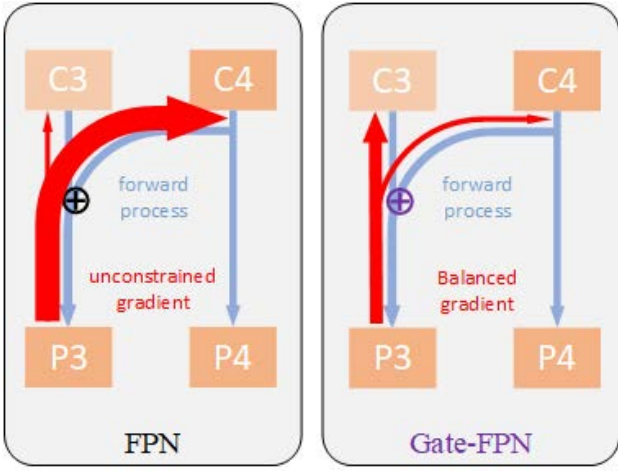 C3 C4
forward
process
unconstrained
gradient
P3 P4
FPN
C3 C4
forward
process
Balanced
gradient
P3 P4
Gate-FPN